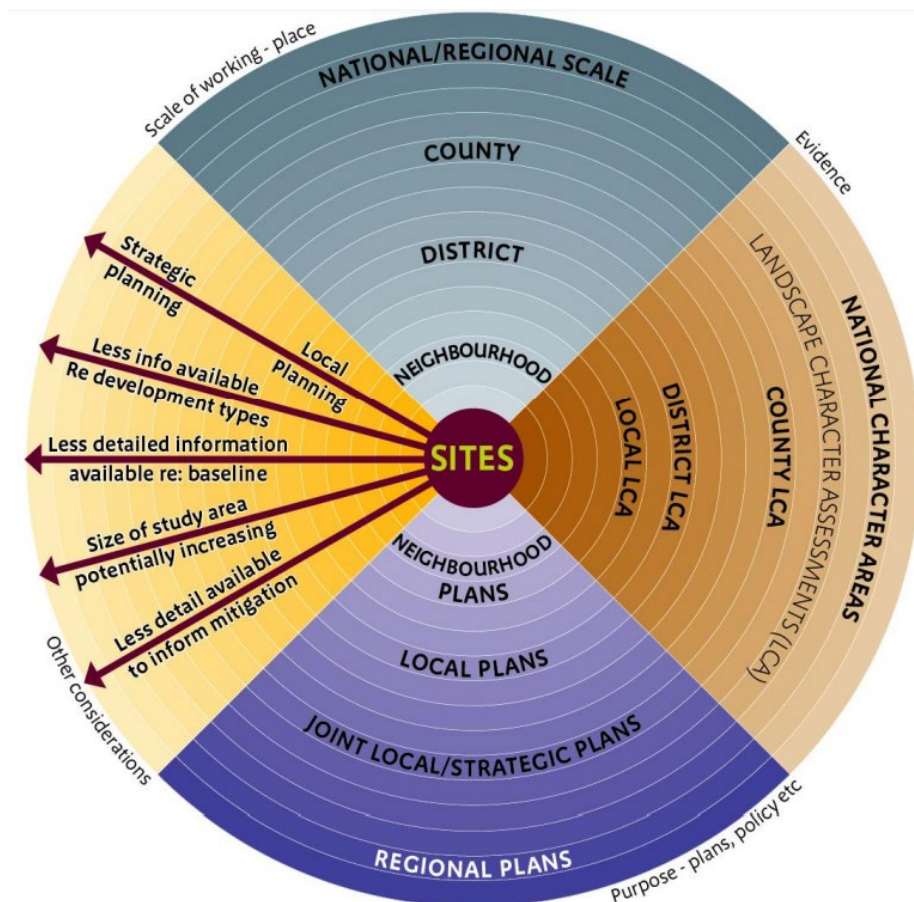 Scale of working - place
NATIONAL/REGIONAL SCALE
COUNTY
DISTRICT
NEIGHBOURHOOD
Evidence
LOCAL LCA
DISTRICT LCA
COUNTY LCA
LANDSCAPE CHARACTER ASSESSMENTS (LCA)
NATIONAL CHARACTER AREAS
Strategic
planning
Local
Planning
Less info available
Re development types
Less detailed information
available re: baseline
Size of study area
potentially increasing
Less detail available
to inform mitigation
Other considerations
SITES
NEIGHBOURHOOD
PLANS
LOCAL PLANS
JOINT LOCAL/STRATEGIC PLANS
REGIONAL PLANS
Purpose - plans, policy etc